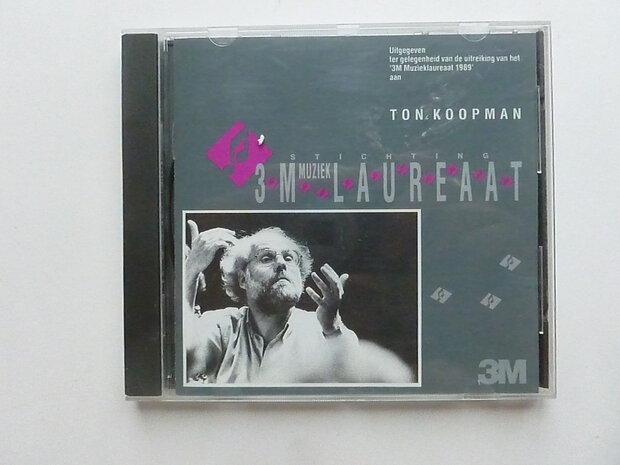 Uitgegeven
ter gelegenheid van de uitreiking van het
'3M Muzieklaureaat 1989'
aan
TON KOOPMAN
STICHTING
3M MUZIEK LAUREAAT
3M